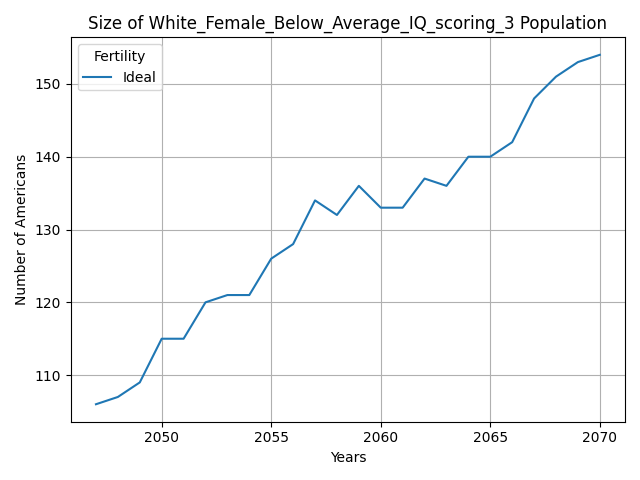 Size of White_Female_Below_Average_IQ_scoring_3 Population
Fertility
Ideal
Number of Americans
150
140
130
120
110
2050 2055 2060 2065 2070
Years